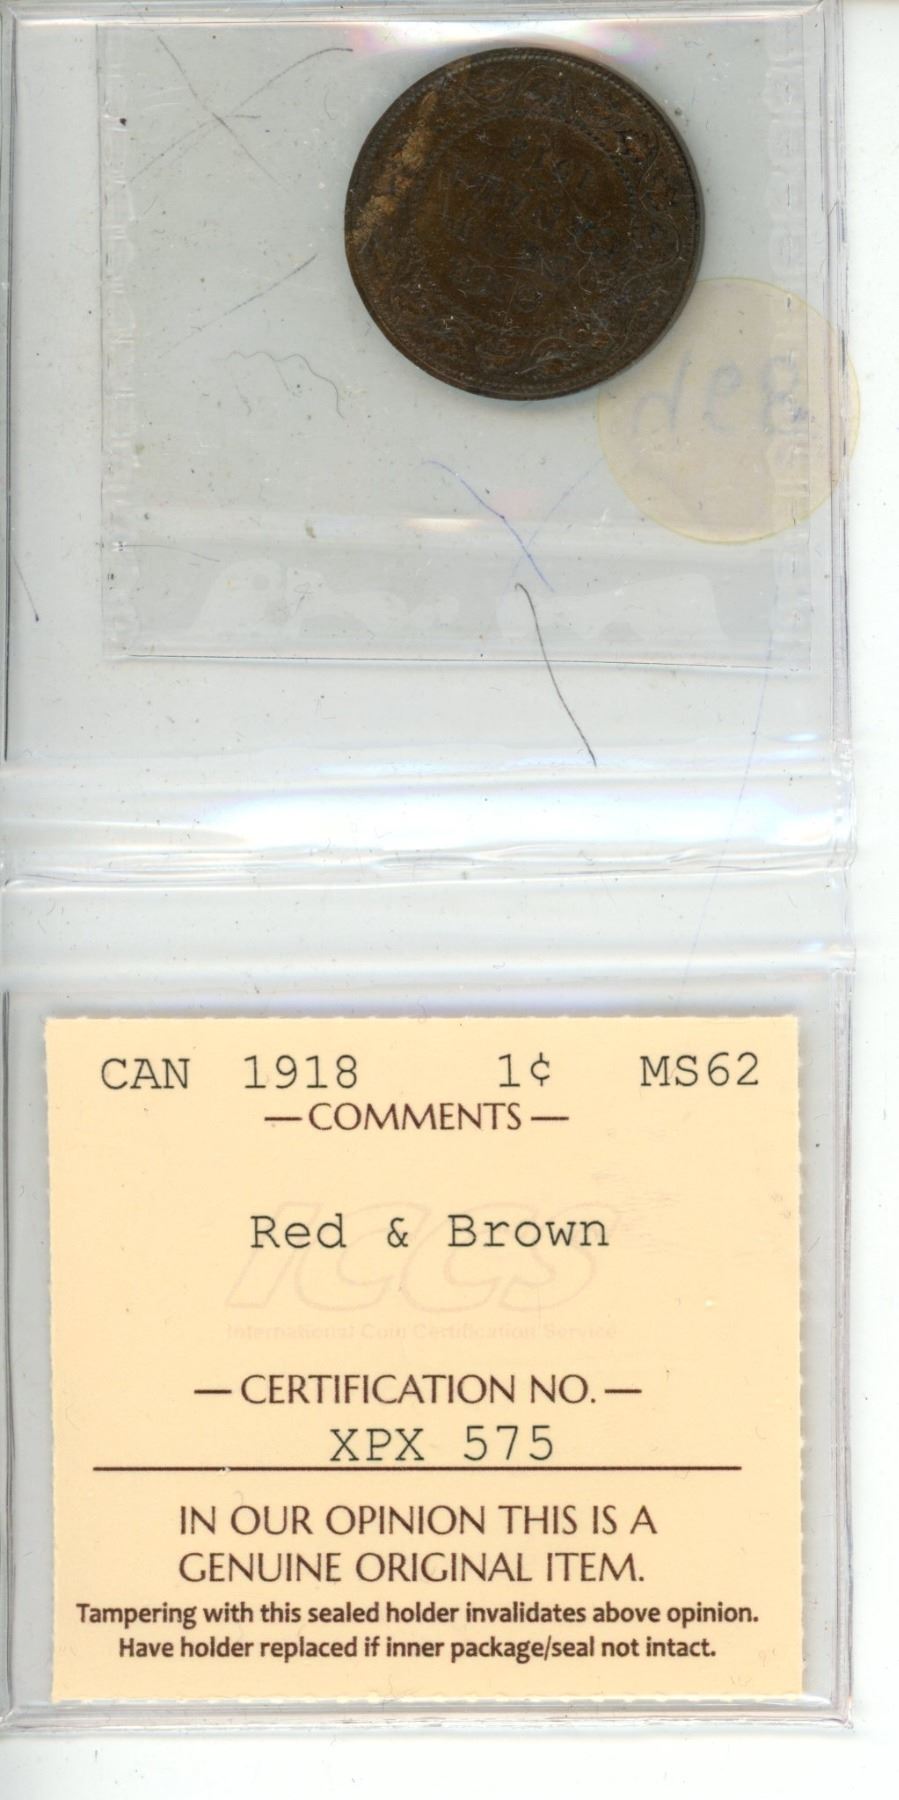 CAN 1918 1¢ MS62
—COMMENTS—
Red & Brown
ICCS
International Coin Certification Service
—CERTIFICATION NO.—
XPX 575
IN OUR OPINION THIS IS A
GENUINE ORIGINAL ITEM.
Tampering with this sealed holder invalidates above opinion.
Have holder replaced if inner package/seal not intact.